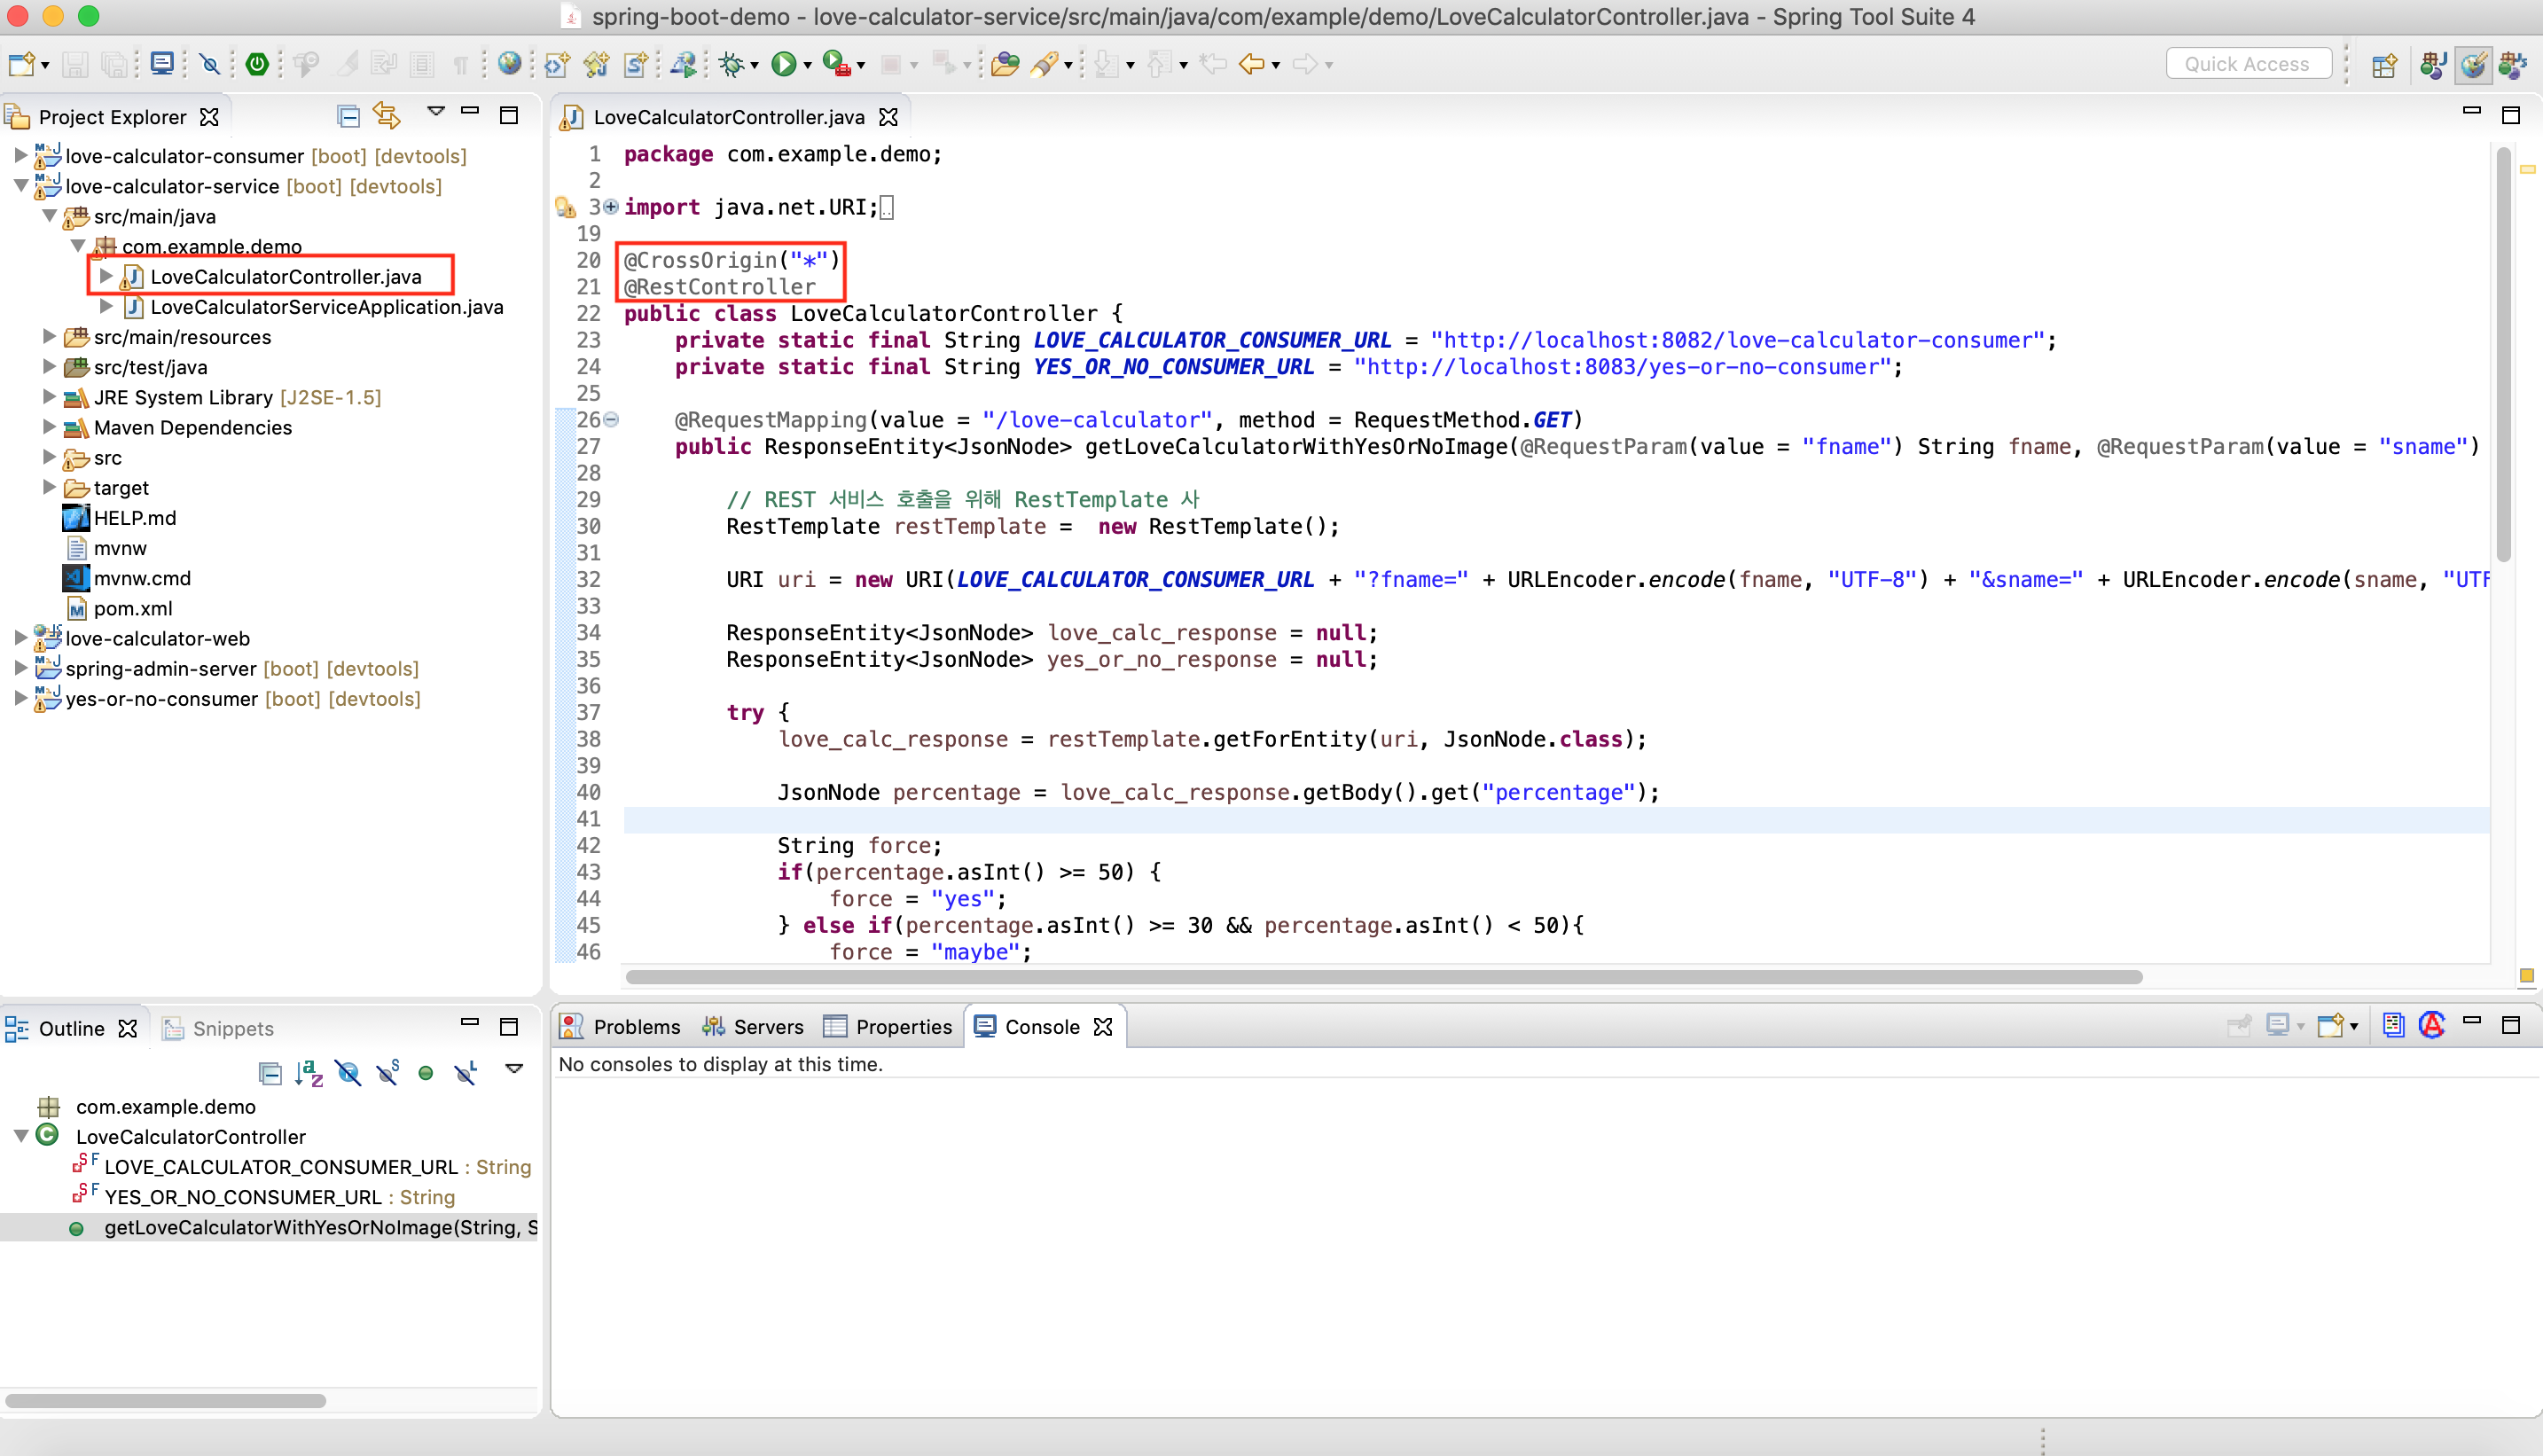 spring-boot-demo - love-calculator-service/src/main/java/com/example/demo/LoveCalculatorController.java - Spring Tool Suite 4
Quick Access
Project Explorer
love-calculator-consumer [boot] [devtools]
love-calculator-service [boot] [devtools]
src/main/java
com.example.demo
LoveCalculatorController.java
LoveCalculatorServiceApplication.java
src/main/resources
src/test/java
JRE System Library [J2SE-1.5]
Maven Dependencies
src
target
HELP.md
mvnw
mvnw.cmd
pom.xml
love-calculator-web
spring-admin-server [boot] [devtools]
yes-or-no-consumer [boot] [devtools]
LoveCalculatorController.java
1 package com.example.demo;
2
3 import java.net.URI;
19
20 @CrossOrigin("*")
21 @RestController
22 public class LoveCalculatorController {
23 private static final String LOVE_CALCULATOR_CONSUMER_URL = "http://localhost:8082/love-calculator-consumer";
24 private static final String YES_OR_NO_CONSUMER_URL = "http://localhost:8083/yes-or-no-consumer";
25
26 @RequestMapping(value = "/love-calculator", method = RequestMethod.GET)
27 public ResponseEntity<JsonNode> getLoveCalculatorWithYesOrNoImage(@RequestParam(value = "fname") String fname, @RequestParam(value = "sname")
28
29 // REST 서비스 호출을 위해 RestTemplate 사
30 RestTemplate restTemplate = new RestTemplate();
31
32 URI uri = new URI(LOVE_CALCULATOR_CONSUMER_URL + "?fname=" + URLEncoder.encode(fname, "UTF-8") + "&sname=" + URLEncoder.encode(sname, "UTF
33
34 ResponseEntity<JsonNode> love_calc_response = null;
35 ResponseEntity<JsonNode> yes_or_no_response = null;
36
37 try {
38 love_calc_response = restTemplate.getForEntity(uri, JsonNode.class);
39
40 JsonNode percentage = love_calc_response.getBody().get("percentage");
41
42 String force;
43 if(percentage.asInt() >= 50) {
44 force = "yes";
45 } else if(percentage.asInt() >= 30 && percentage.asInt() < 50){
46 force = "maybe";
Outline
Snippets
com.example.demo
LoveCalculatorController
LOVE_CALCULATOR_CONSUMER_URL : String
YES_OR_NO_CONSUMER_URL : String
getLoveCalculatorWithYesOrNoImage(String, S
Problems
Servers
Properties
Console
No consoles to display at this time.